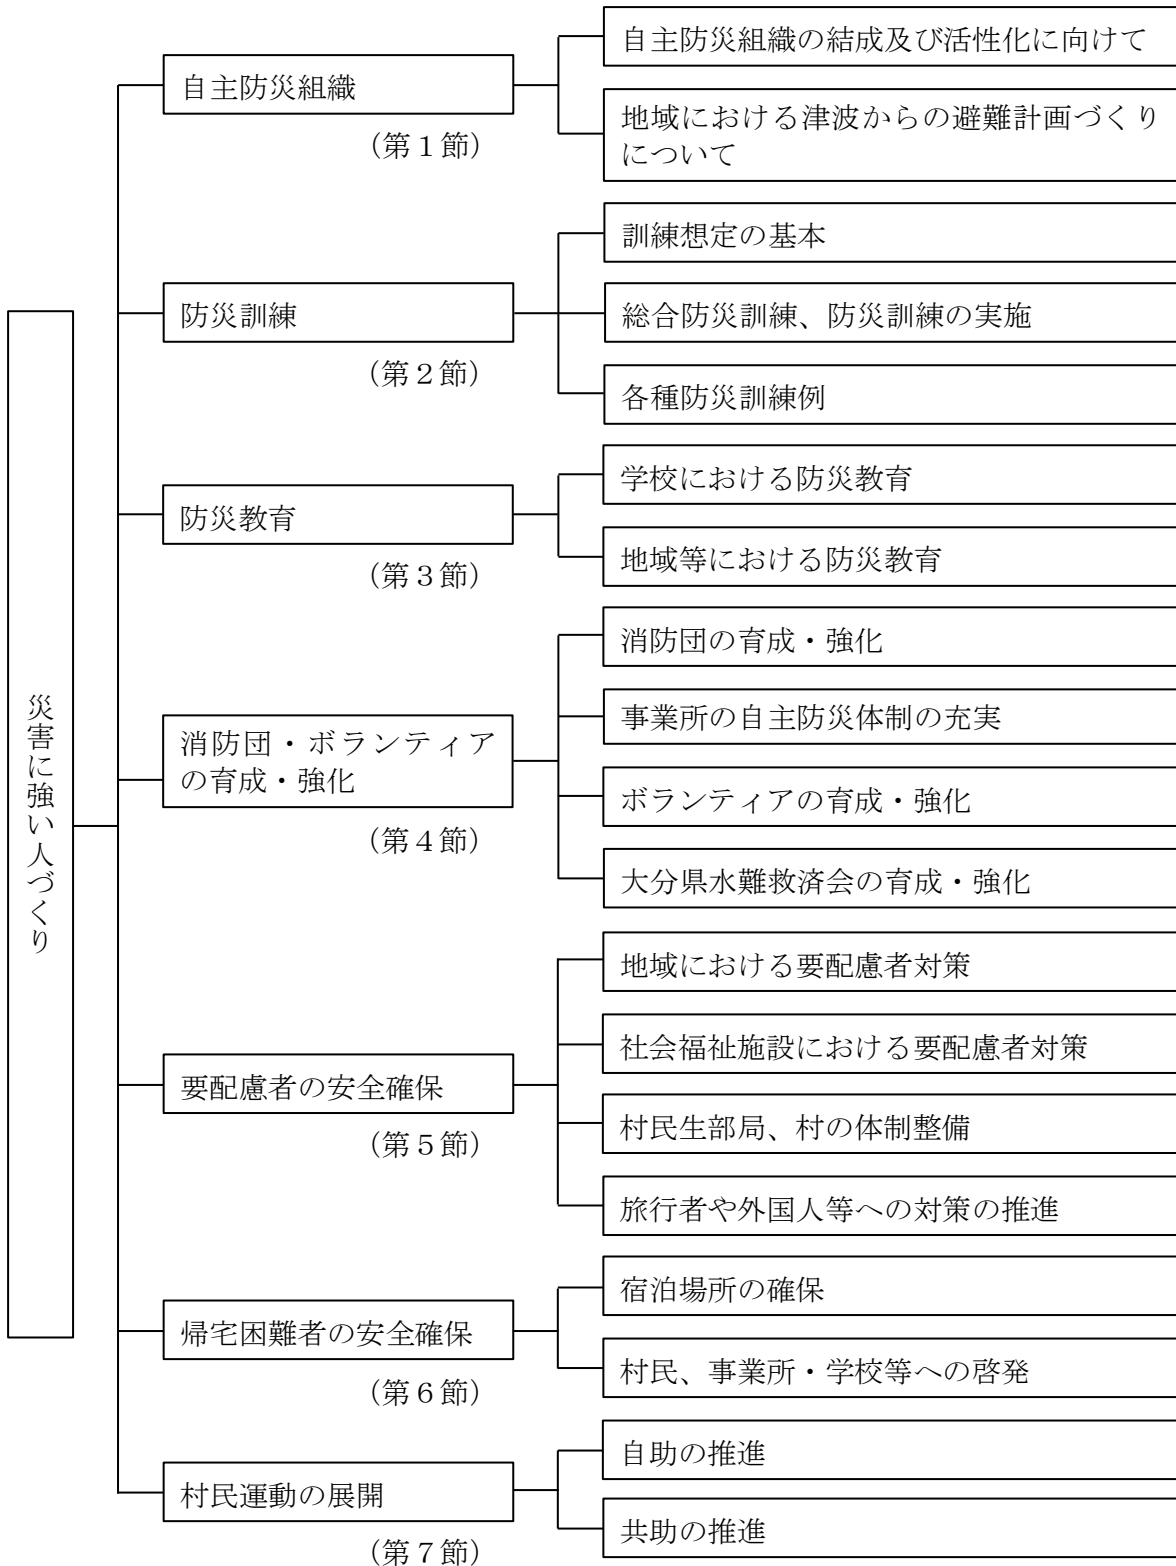 災害に強い人づくり
自主防災組織
（第１節）
自主防災組織の結成及び活性化に向けて
地域における津波からの避難計画づくり
について
防災訓練
（第２節）
訓練想定の基本
総合防災訓練、防災訓練の実施
各種防災訓練例
防災教育
（第３節）
学校における防災教育
地域等における防災教育
消防団・ボランティア
の育成・強化
（第４節）
消防団の育成・強化
事業所の自主防災体制の充実
ボランティアの育成・強化
大分県水難救済会の育成・強化
要配慮者の安全確保
（第５節）
地域における要配慮者対策
社会福祉施設における要配慮者対策
村民生部局、村の体制整備
旅行者や外国人等への対策の推進
帰宅困難者の安全確保
（第６節）
宿泊場所の確保
村民、事業所・学校等への啓発
村民運動の展開
（第７節）
自助の推進
共助の推進